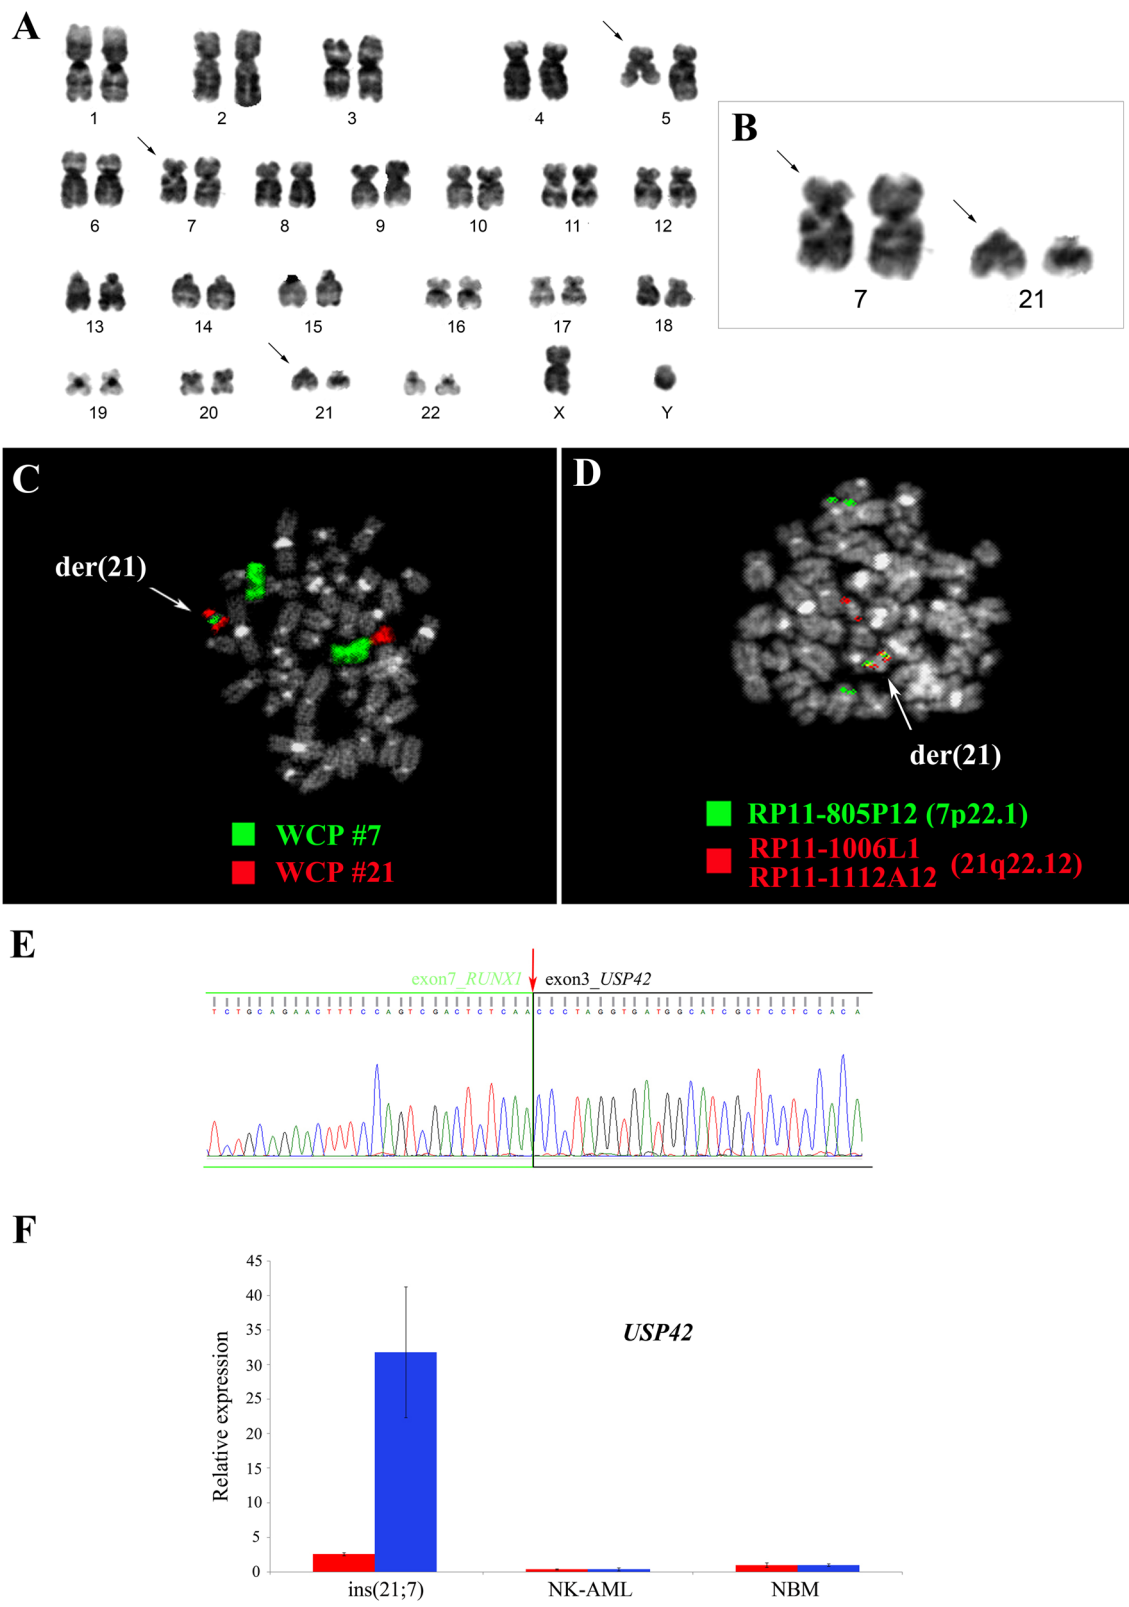 A
1 2 3 4 5
6 7 8 9 10 11 12
13 14 15 16 17 18
19 20 21 22 X Y
B
7 21
C
der(21)
WCP #7
WCP #21
D
der(21)
RP11-805P12 (7p22.1)
RP11-1006L1
RP11-1112A12
(21q22.12)
E
exon7_RUNX1 exon3_USP42
TCTGCAGAACTTTCCAGTCGACTCTCAACCCTAGGTGATGGCATCGCTCCTCCACA
F
45
40
35
30
25
20
15
10
5
0
Relative expression
USP42
ins(21;7) NK-AML NBM